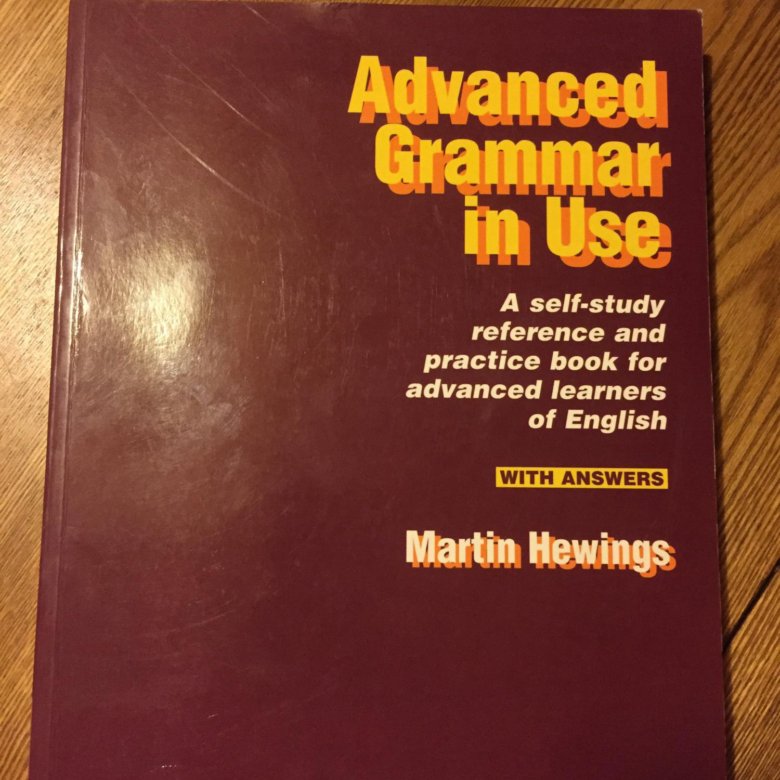 Advanced
Grammar
in Use
A self-study
reference and
practice book for
advanced learners
of English
WITH ANSWERS
Martin Hewings